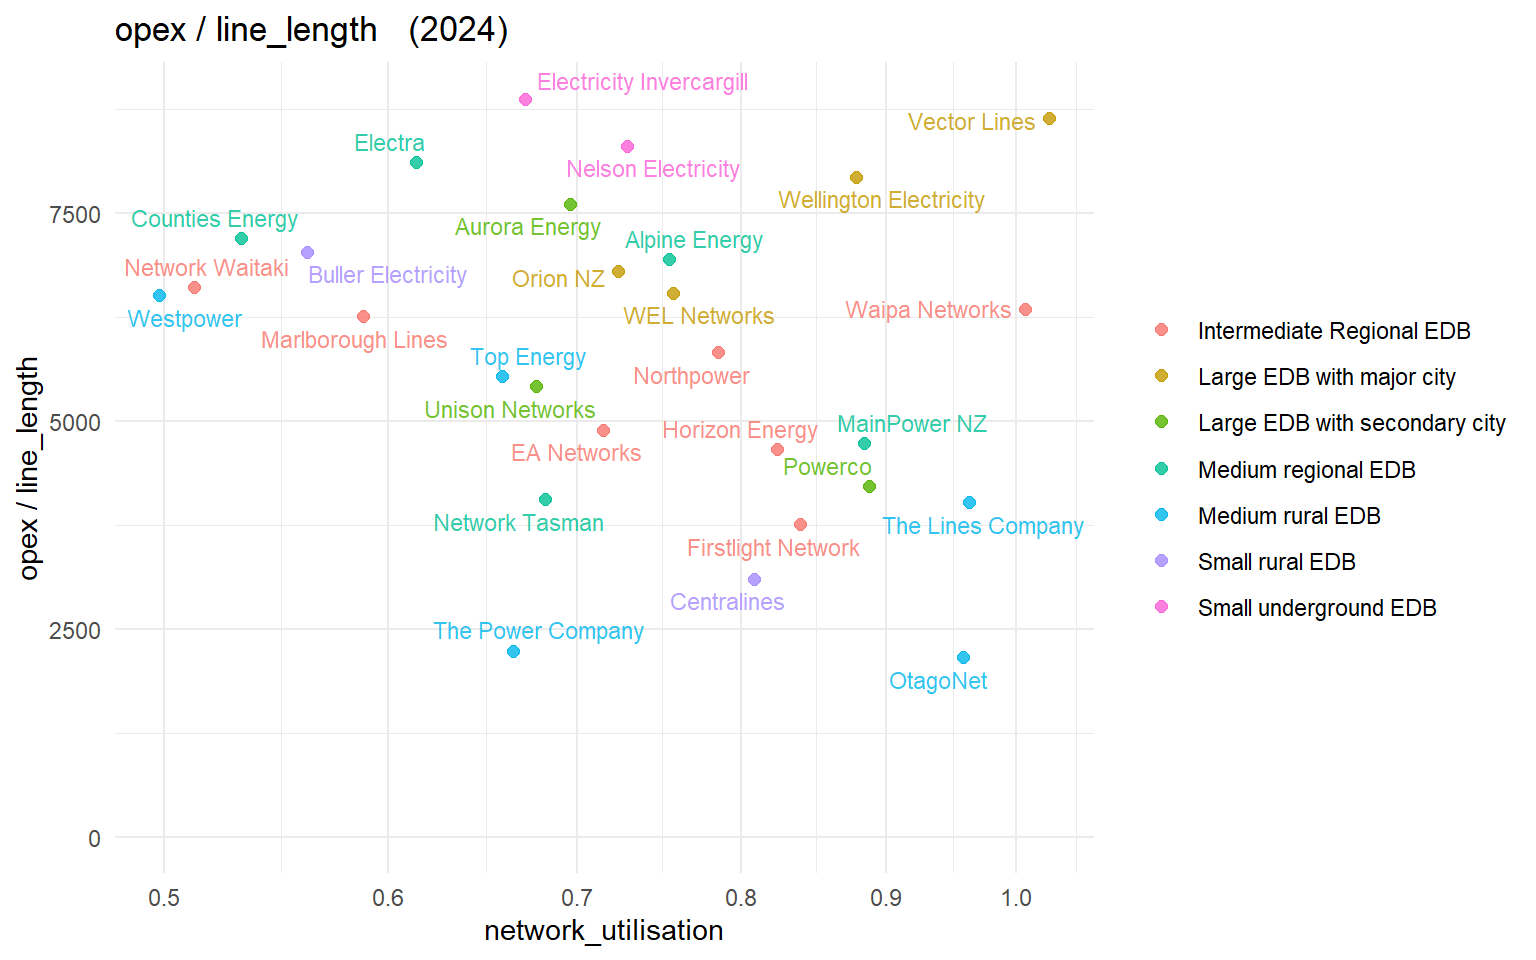 opex / line_length (2024)
Electricity Invercargill
Vector Lines
Electra
Nelson Electricity
Wellington Electricity
7500
Counties Energy
Aurora Energy
Alpine Energy
Network Waitaki
Buller Electricity
Orion NZ
Westpower
WEL Networks
Waipa Networks
Marlborough Lines
Top Energy
Northpower
Unison Networks
5000
MainPower NZ
Horizon Energy
EA Networks
Powerco
Network Tasman
The Lines Company
Firstlight Network
Centralines
2500
The Power Company
OtagoNet
0
opex / line_length
0.5 0.6 0.7 0.8 0.9 1.0
network_utilisation
Intermediate Regional EDB
Large EDB with major city
Large EDB with secondary city
Medium regional EDB
Medium rural EDB
Small rural EDB
Small underground EDB